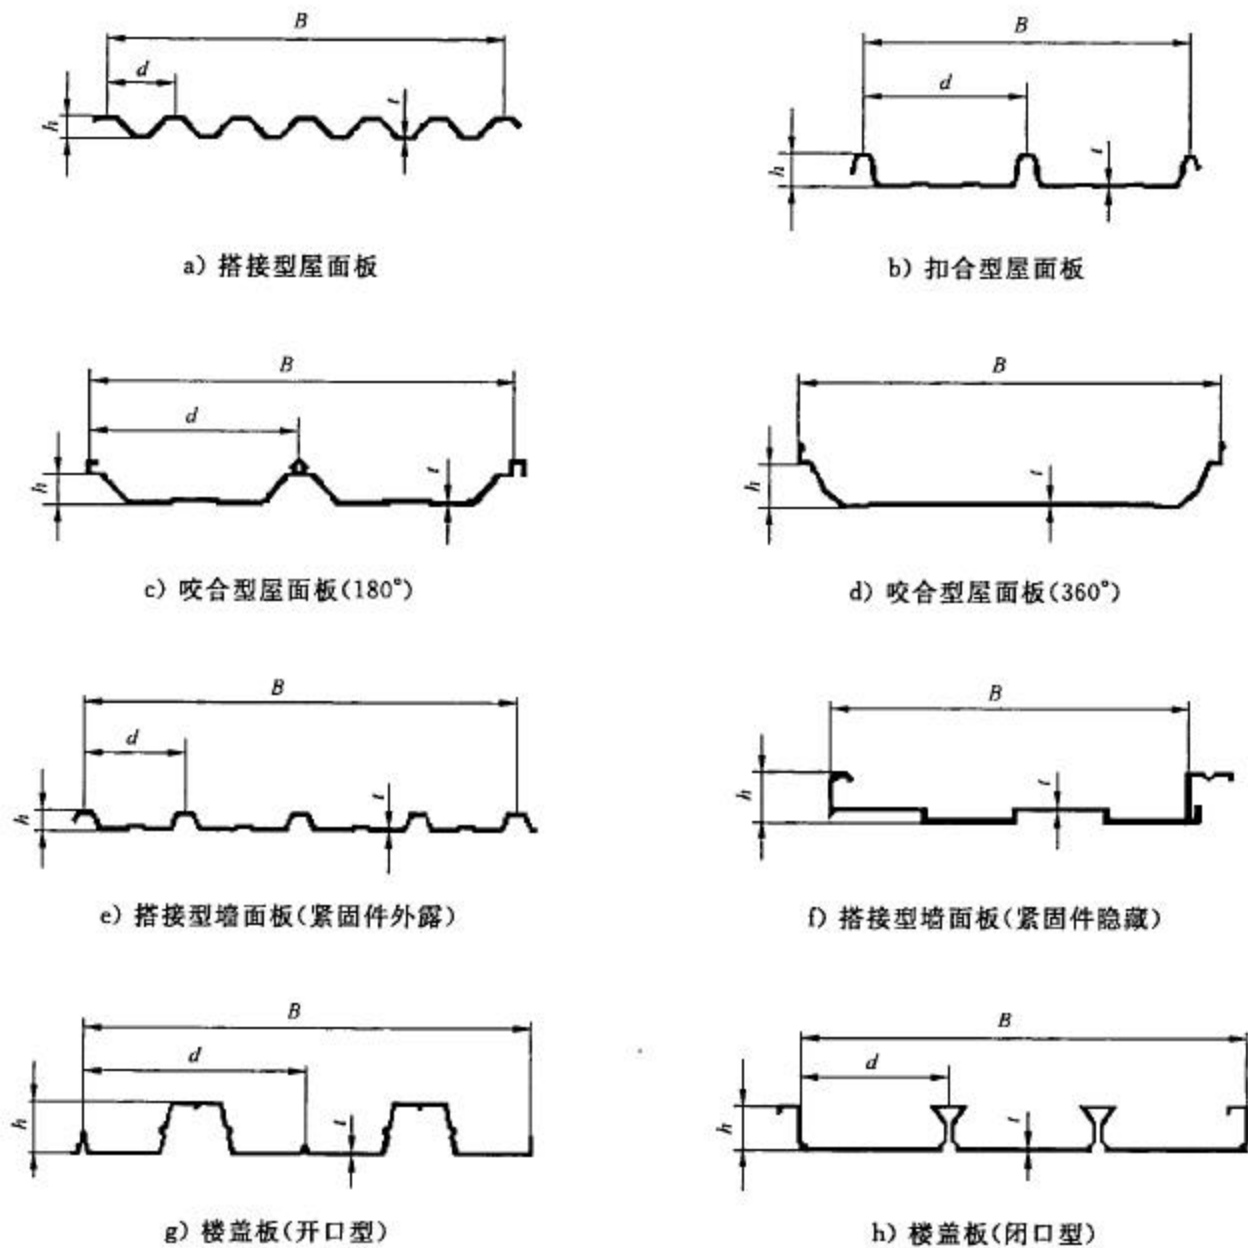 B
B
d
d
t
t
h
h
a) 搭接型屋面板
b) 扣合型屋面板
B
B
d
t
t
h
h
c) 咬合型屋面板(180°)
d) 咬合型屋面板(360°)
B
B
d
t
t
h
h
e) 搭接型墙面板(紧固件外露)
f) 搭接型墙面板(紧固件隐藏)
B
B
d
d
t
t
h
h
g) 楼盖板(开口型)
h) 楼盖板(闭口型)